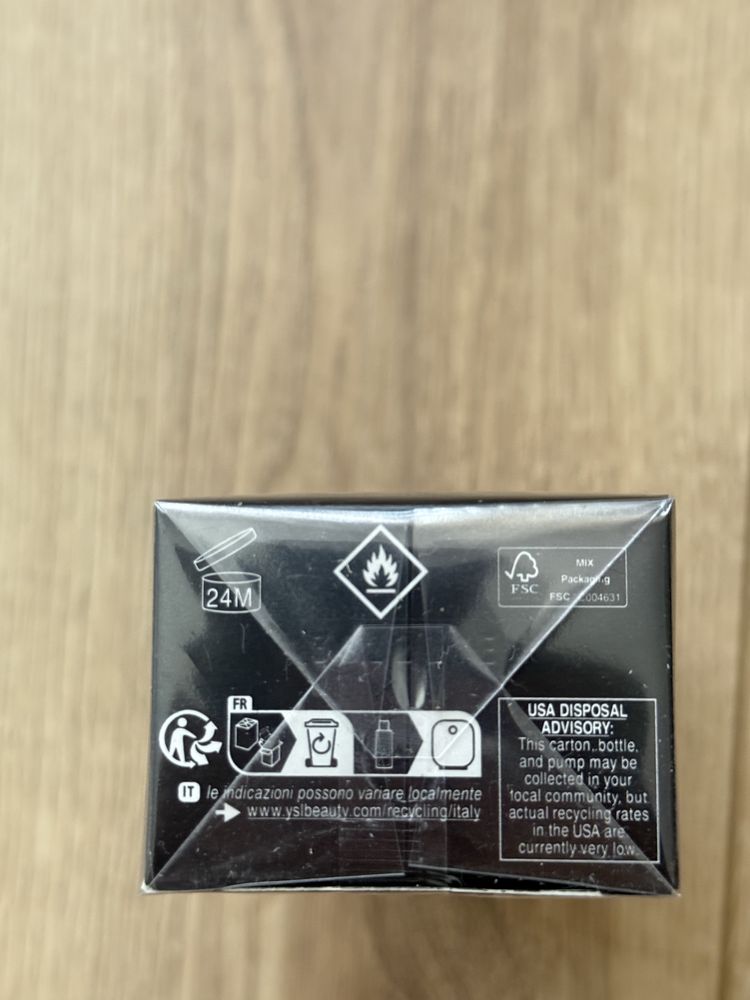 24M
FSC
MIX
Packaging
FSC C004631
FR
IT le indicazioni possono variare localmente
www.yslbeauty.com/recycling/italy
USA DISPOSAL
ADVISORY:
This carton, bottle,
and pump may be
collected in your
local community, but
actual recycling rates
in the USA are
currently very low.